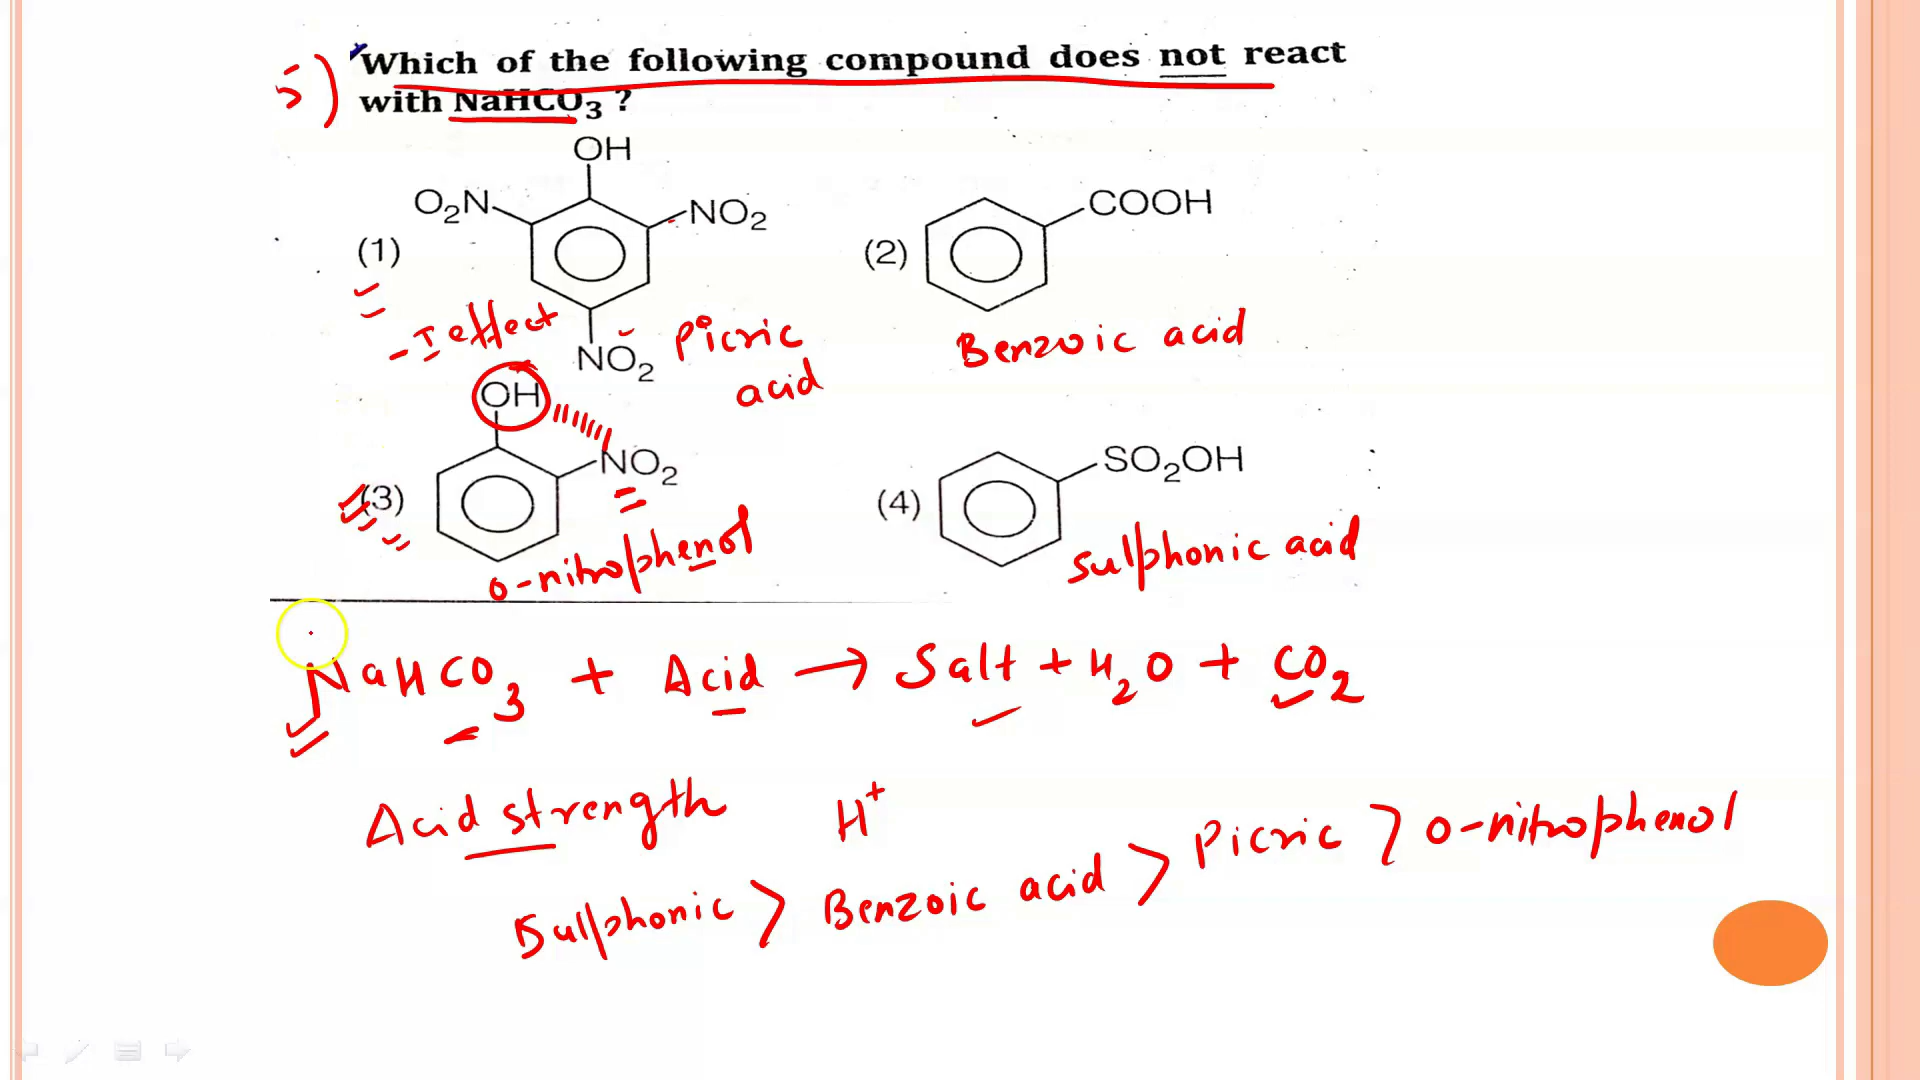 5) Which of the following compound does not react
with NaHCO3 ?
(1) OH O2N NO2 NO2
- I effect Picric acid
(2) COOH
Benzoic acid
(3) OH NO2
o-nitrophenol
(4) SO2OH
Sulphonic acid
NaHCO3 + Acid → Salt + H2O + CO2
Acid strength H+
Sulphonic > Benzoic acid > Picric > o-nitrophenol